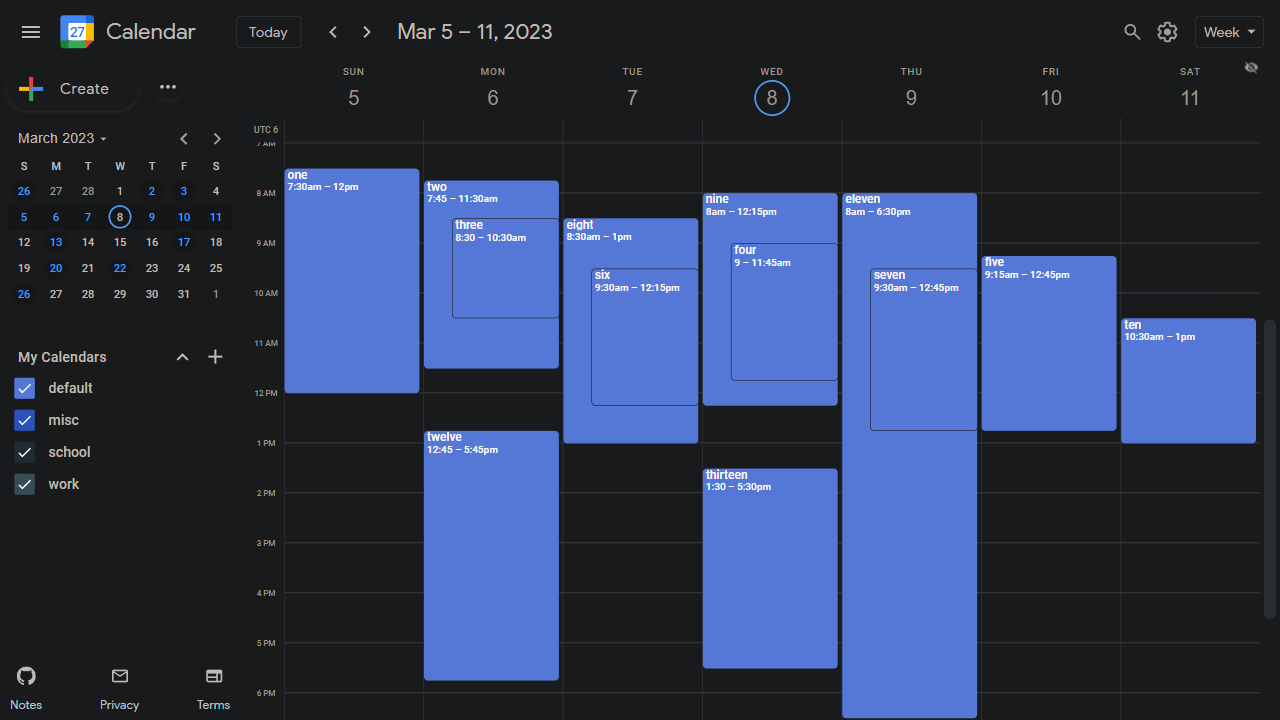 27 Calendar Today Mar 5 – 11, 2023 Week
Create
March 2023
S M T W T F S
26 27 28 1 2 3 4
5 6 7 8 9 10 11
12 13 14 15 16 17 18
19 20 21 22 23 24 25
26 27 28 29 30 31 1
My Calendars
default
misc
school
work
Notes Privacy Terms
SUN MON TUE WED THU FRI SAT
5 6 7 8 9 10 11
UTC 6
7 AM
8 AM
9 AM
10 AM
11 AM
12 PM
1 PM
2 PM
3 PM
4 PM
5 PM
6 PM
one
7:30am – 12pm
two
7:45 – 11:30am
three
8:30 – 10:30am
twelve
12:45 – 5:45pm
eight
8:30am – 1pm
six
9:30am – 12:15pm
nine
8am – 12:15pm
four
9 – 11:45am
thirteen
1:30 – 5:30pm
eleven
8am – 6:30pm
seven
9:30am – 12:45pm
five
9:15am – 12:45pm
ten
10:30am – 1pm